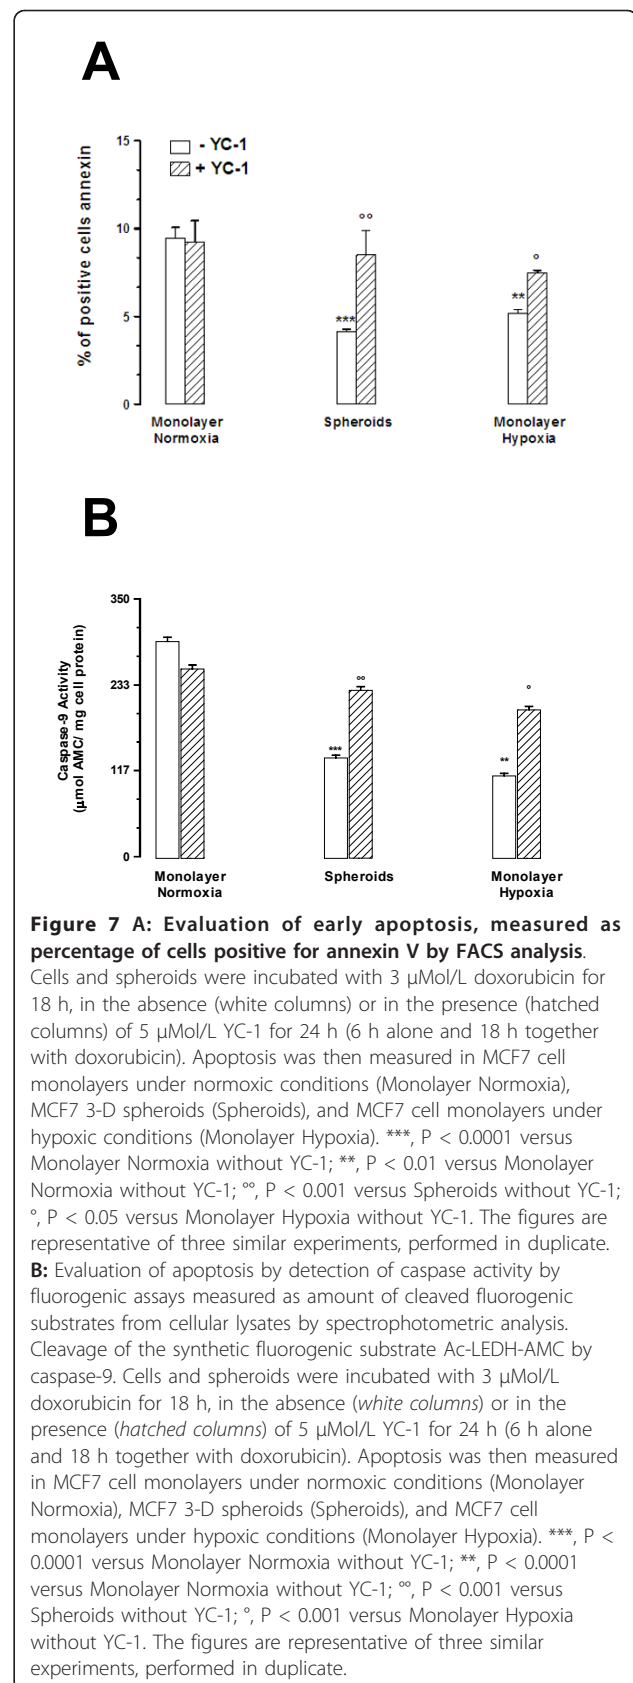 A
% of positive cells annexin
15
10
5
0
- YC-1
+ YC-1
°°
°
***
**
Monolayer
Normoxia
Spheroids
Monolayer
Hypoxia
B
Caspase-9 Activity
(µmol AMC/ mg cell protein)
350
233
117
0
°°
°
***
**
Monolayer
Normoxia
Spheroids
Monolayer
Hypoxia
Figure 7 A: Evaluation of early apoptosis, measured as
percentage of cells positive for annexin V by FACS analysis.
Cells and spheroids were incubated with 3 µMol/L doxorubicin for
18 h, in the absence (white columns) or in the presence (hatched
columns) of 5 µMol/L YC-1 for 24 h (6 h alone and 18 h together
with doxorubicin). Apoptosis was then measured in MCF7 cell
monolayers under normoxic conditions (Monolayer Normoxia),
MCF7 3-D spheroids (Spheroids), and MCF7 cell monolayers under
hypoxic conditions (Monolayer Hypoxia). ***, P < 0.0001 versus
Monolayer Normoxia without YC-1; **, P < 0.01 versus Monolayer
Normoxia without YC-1; °°, P < 0.001 versus Spheroids without YC-1;
°, P < 0.05 versus Monolayer Hypoxia without YC-1. The figures are
representative of three similar experiments, performed in duplicate.
B: Evaluation of apoptosis by detection of caspase activity by
fluorogenic assays measured as amount of cleaved fluorogenic
substrates from cellular lysates by spectrophotometric analysis.
Cleavage of the synthetic fluorogenic substrate Ac-LEDH-AMC by
caspase-9. Cells and spheroids were incubated with 3 µMol/L
doxorubicin for 18 h, in the absence (white columns) or in the
presence (hatched columns) of 5 µMol/L YC-1 for 24 h (6 h alone
and 18 h together with doxorubicin). Apoptosis was then measured
in MCF7 cell monolayers under normoxic conditions (Monolayer
Normoxia), MCF7 3-D spheroids (Spheroids), and MCF7 cell
monolayers under hypoxic conditions (Monolayer Hypoxia). ***, P <
0.0001 versus Monolayer Normoxia without YC-1; **, P < 0.0001
versus Monolayer Normoxia without YC-1; °°, P < 0.001 versus
Spheroids without YC-1; °, P < 0.001 versus Monolayer Hypoxia
without YC-1. The figures are representative of three similar
experiments, performed in duplicate.